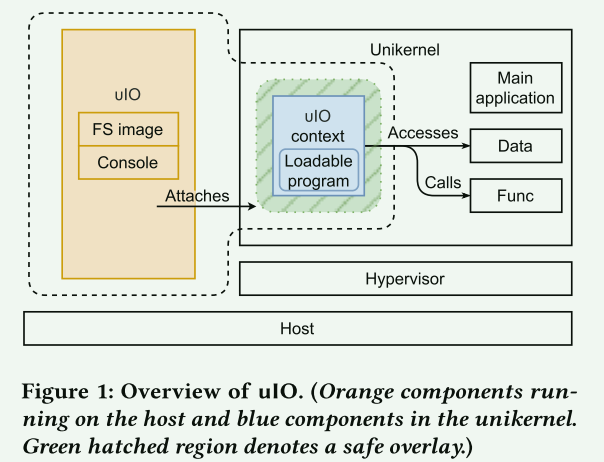 Unikernel
uIO
FS image
Console
Attaches
uIO
context
Loadable
program
Accesses
Calls
Main
application
Data
Func
Hypervisor
Host
Figure 1: Overview of uIO. (Orange components run-
ning on the host and blue components in the unikernel.
Green hatched region denotes a safe overlay.)